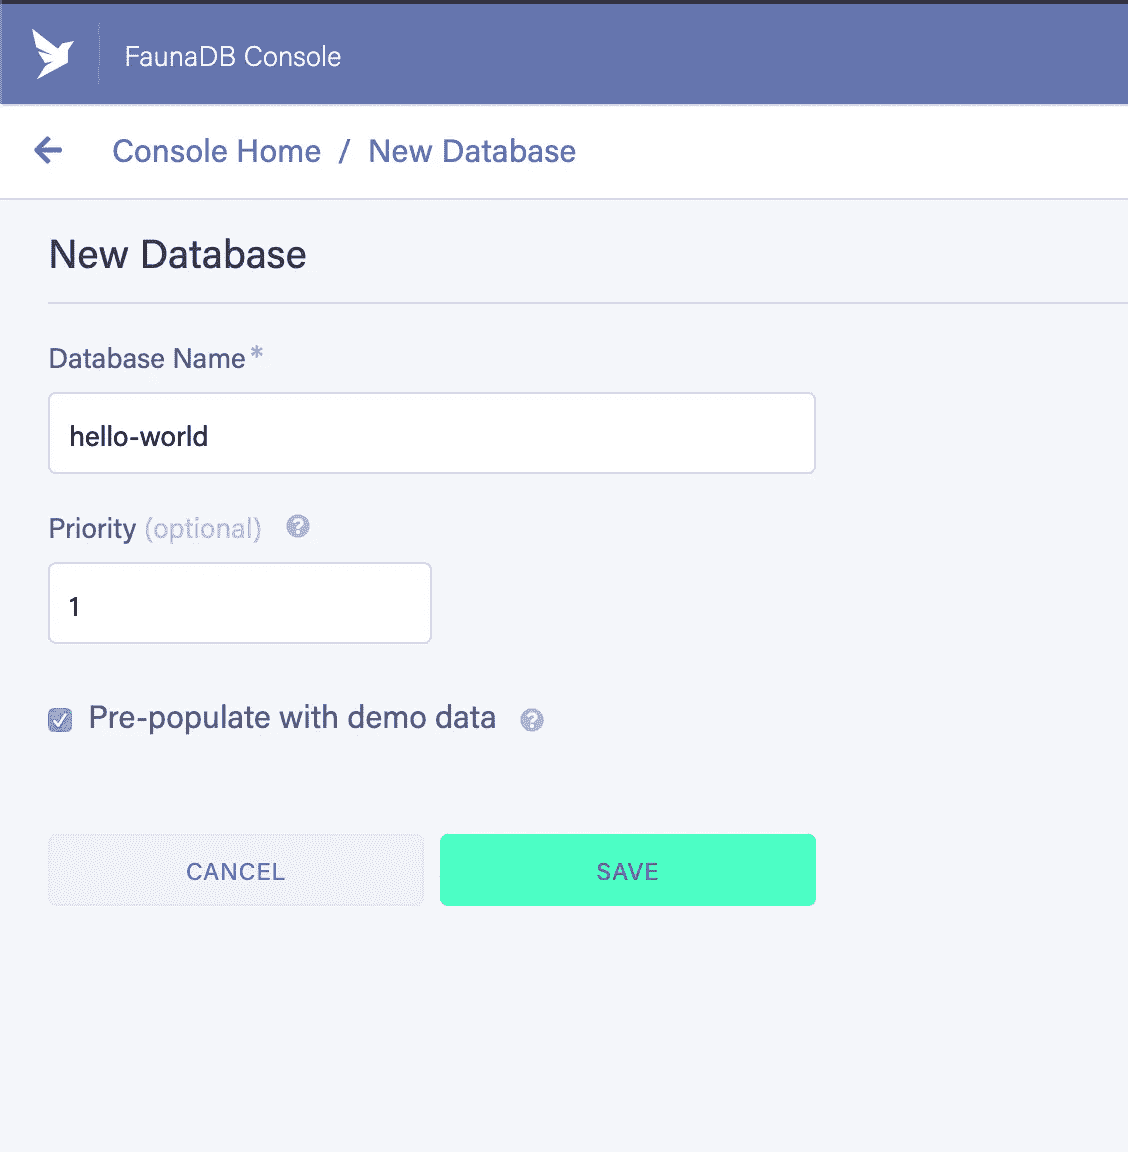 FaunaDB Console
Console Home / New Database
New Database
Database Name*
hello-world
Priority (optional) ?
1
Pre-populate with demo data ?
CANCEL SAVE